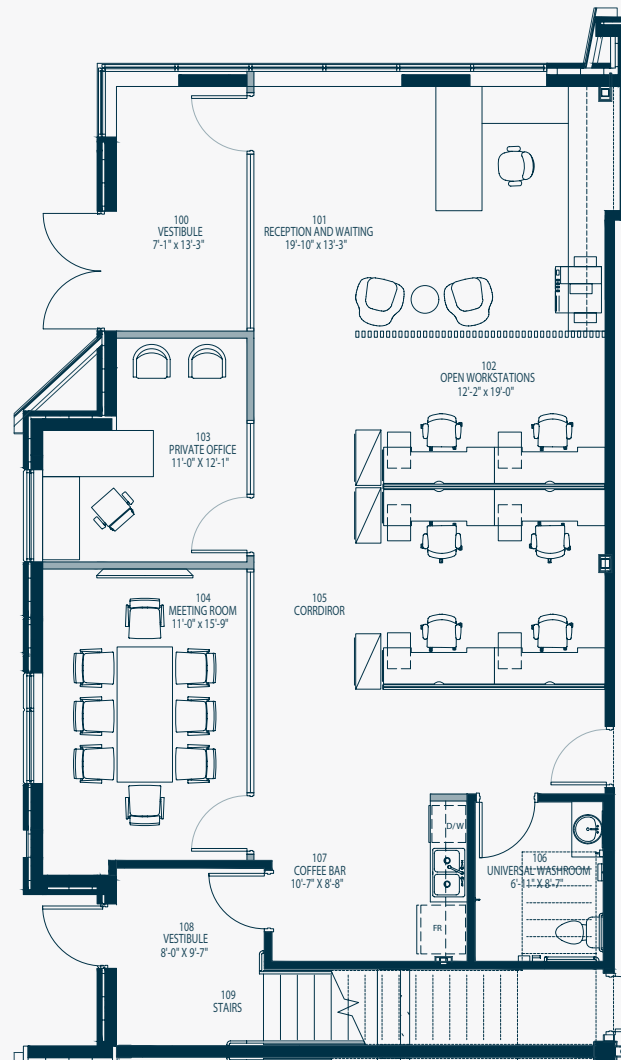 100
VESTIBULE
7'-1" x 13'-3"
101
RECEPTION AND WAITING
19'-10" x 13'-3"
102
OPEN WORKSTATIONS
12'-2" x 19'-0"
103
PRIVATE OFFICE
11'-0" X 12'-1"
104
MEETING ROOM
11'-0" x 15'-9"
105
CORRDIROR
D/W
106
UNIVERSAL WASHROOM
6'-11" X 8'-7"
107
COFFEE BAR
10'-7" X 8'-8"
FR
108
VESTIBULE
8'-0" X 9'-7"
109
STAIRS